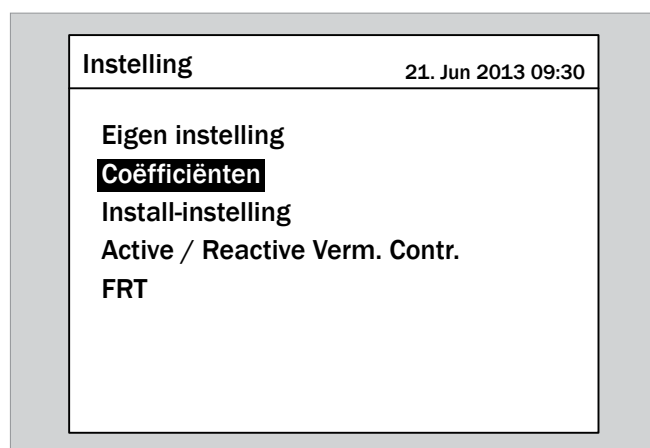 Instelling 21. Jun 2013 09:30
Eigen instelling
Coëfficiënten
Install-instelling
Active / Reactive Verm. Contr.
FRT